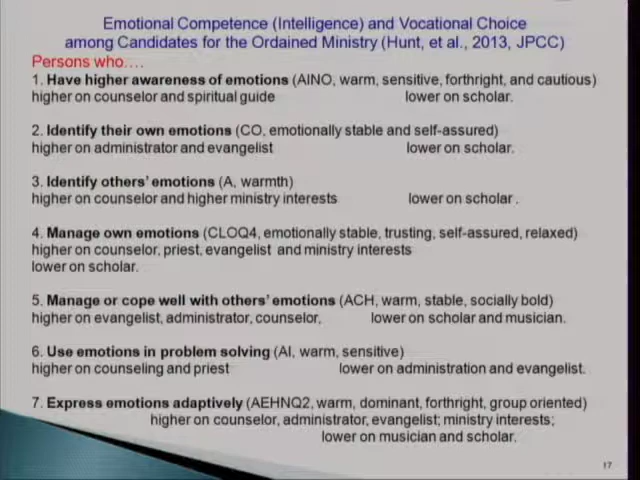 Emotional Competence (Intelligence) and Vocational Choice
among Candidates for the Ordained Ministry (Hunt, et al., 2013, JPCC)
Persons who….
1. Have higher awareness of emotions (AINO, warm, sensitive, forthright, and cautious)
higher on counselor and spiritual guide lower on scholar.
2. Identify their own emotions (CO, emotionally stable and self-assured)
higher on administrator and evangelist lower on scholar.
3. Identify others' emotions (A, warmth)
higher on counselor and higher ministry interests lower on scholar .
4. Manage own emotions (CLOQ4, emotionally stable, trusting, self-assured, relaxed)
higher on counselor, priest, evangelist and ministry interests
lower on scholar.
5. Manage or cope well with others' emotions (ACH, warm, stable, socially bold)
higher on evangelist, administrator, counselor, lower on scholar and musician.
6. Use emotions in problem solving (AI, warm, sensitive)
higher on counseling and priest lower on administration and evangelist.
7. Express emotions adaptively (AEHNQ2, warm, dominant, forthright, group oriented)
higher on counselor, administrator, evangelist; ministry interests;
lower on musician and scholar.
17